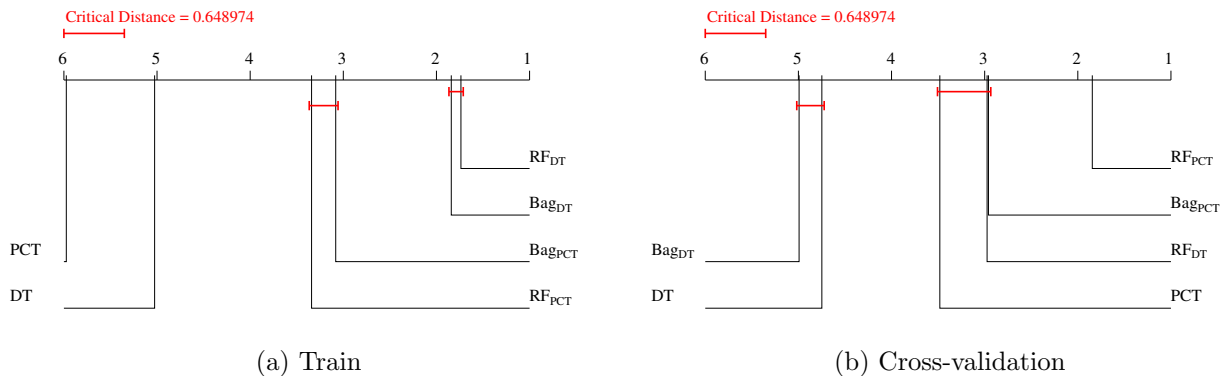 Critical Distance = 0.648974
6 5 4 3 2 1
RF_DT
Bag_DT
PCT Bag_PCT
DT RF_PCT
(a) Train
Critical Distance = 0.648974
6 5 4 3 2 1
RF_PCT
Bag_PCT
Bag_DT RF_DT
DT PCT
(b) Cross-validation